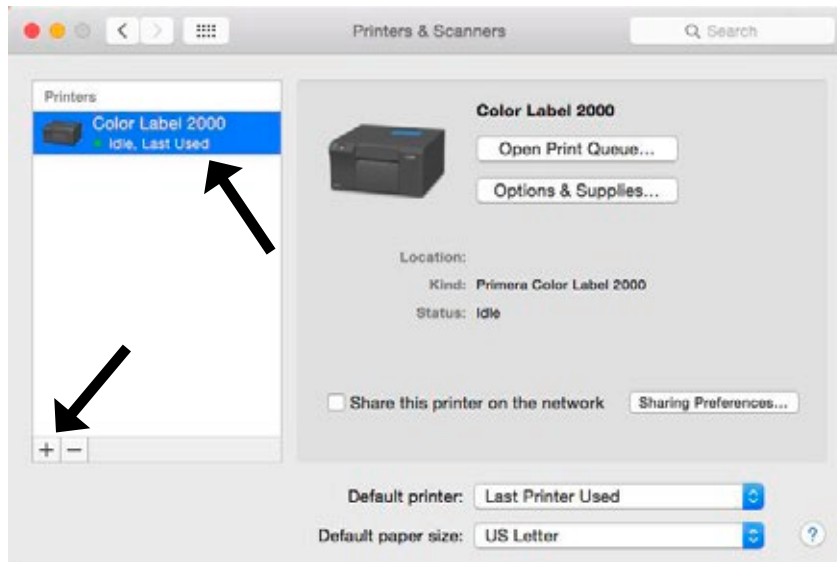 Printers & Scanners
Search
Printers
Color Label 2000
Idle, Last Used
Color Label 2000
Open Print Queue...
Options & Supplies...
Location:
Kind: Primera Color Label 2000
Status: Idle
Share this printer on the network
Sharing Preferences...
+ −
Default printer: Last Printer Used
Default paper size: US Letter
?